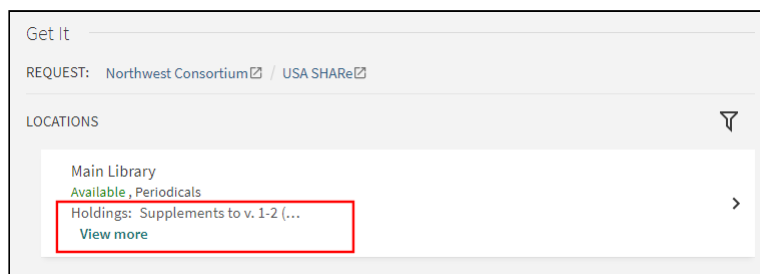 Get It
REQUEST: Northwest Consortium / USA SHARe
LOCATIONS
Main Library
Available , Periodicals
Holdings: Supplements to v. 1-2 (...
View more